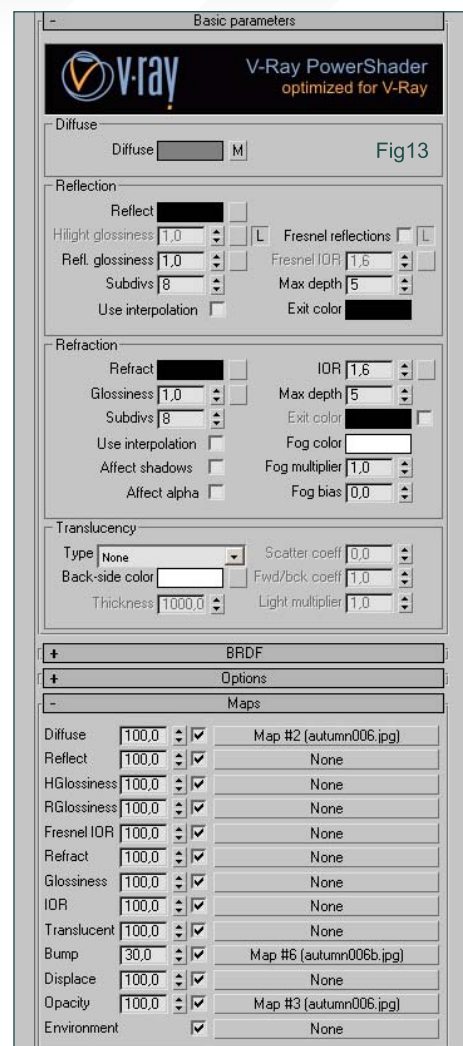 - Basic parameters
V·ray V-Ray PowerShader
optimized for V-Ray
Diffuse
Diffuse M Fig13
Reflection
Reflect
Hilight glossiness 1,0 L Fresnel reflections L
Refl. glossiness 1,0 Fresnel IOR 1,6
Subdivs 8 Max depth 5
Use interpolation Exit color
Refraction
Refract IOR 1,6
Glossiness 1,0 Max depth 5
Subdivs 8 Exit color
Use interpolation Fog color
Affect shadows Fog multiplier 1,0
Affect alpha Fog bias 0,0
Translucency
Type None Scatter coeff 0,0
Back-side color Fwd/bck coeff 1,0
Thickness 1000,0 Light multiplier 1,0
+ BRDF
+ Options
- Maps
Diffuse 100,0 Map #2 (autumn006.jpg)
Reflect 100,0 None
HGlossiness 100,0 None
RGlossiness 100,0 None
Fresnel IOR 100,0 None
Refract 100,0 None
Glossiness 100,0 None
IOR 100,0 None
Translucent 100,0 None
Bump 30,0 Map #6 (autumn006b.jpg)
Displace 100,0 None
Opacity 100,0 Map #3 (autumn006.jpg)
Environment None